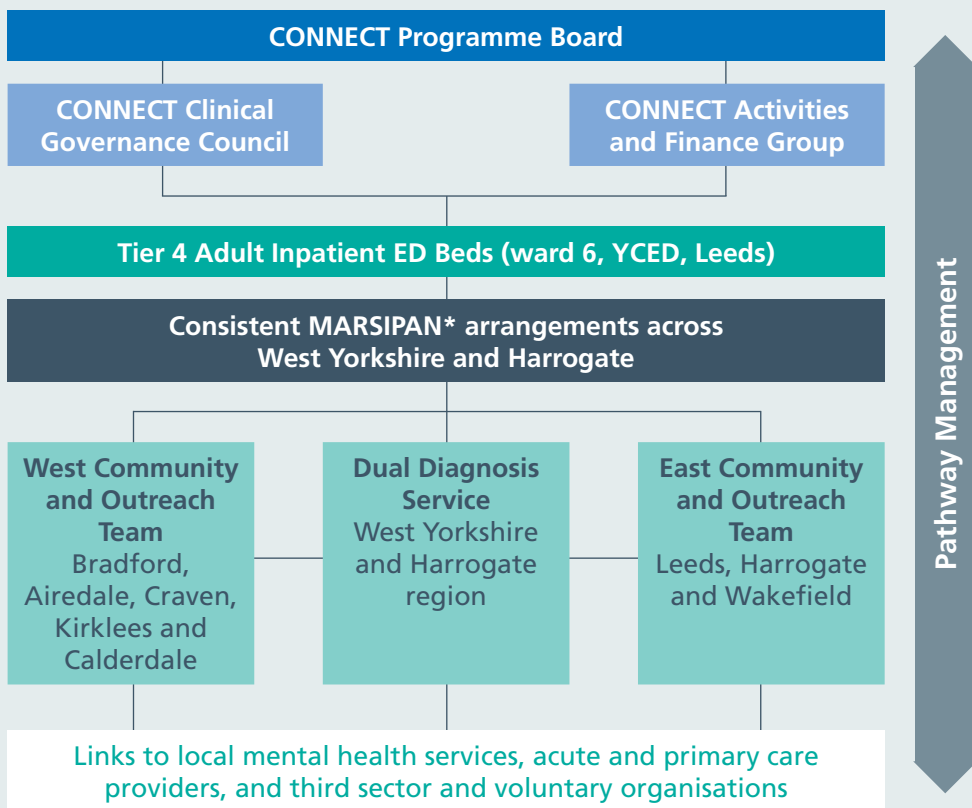 CONNECT Programme Board
CONNECT Clinical
Governance Council
CONNECT Activities
and Finance Group
Tier 4 Adult Inpatient ED Beds (ward 6, YCED, Leeds)
Consistent MARSIPAN* arrangements across
West Yorkshire and Harrogate
West Community
and Outreach
Team
Bradford,
Airedale, Craven,
Kirklees and
Calderdale
Dual Diagnosis
Service
West Yorkshire
and Harrogate
region
East Community
and Outreach
Team
Leeds, Harrogate
and Wakefield
Links to local mental health services, acute and primary care
providers, and third sector and voluntary organisations
Pathway Management